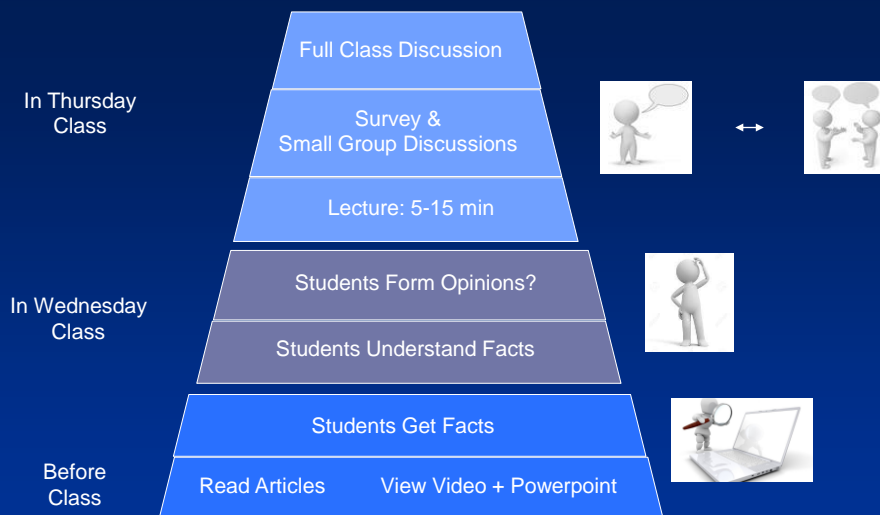 Full Class Discussion
In Thursday
Class
Survey &
Small Group Discussions
Lecture: 5-15 min
Students Form Opinions?
In Wednesday
Class
Students Understand Facts
Students Get Facts
Before
Class
Read Articles View Video + Powerpoint